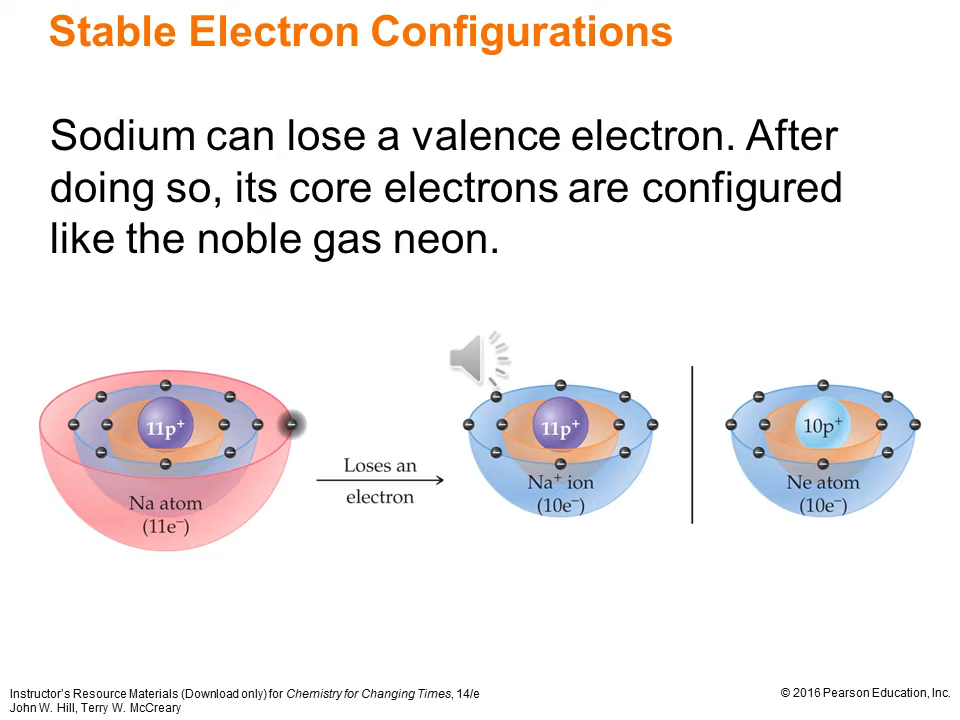 Stable Electron Configurations
Sodium can lose a valence electron. After
doing so, its core electrons are configured
like the noble gas neon.
11p⁺
Na atom
(11e⁻)
Loses an
electron
11p⁺
Na⁺ ion
(10e⁻)
10p⁺
Ne atom
(10e⁻)
Instructor's Resource Materials (Download only) for Chemistry for Changing Times, 14/e
John W. Hill, Terry W. McCreary
© 2016 Pearson Education, Inc.